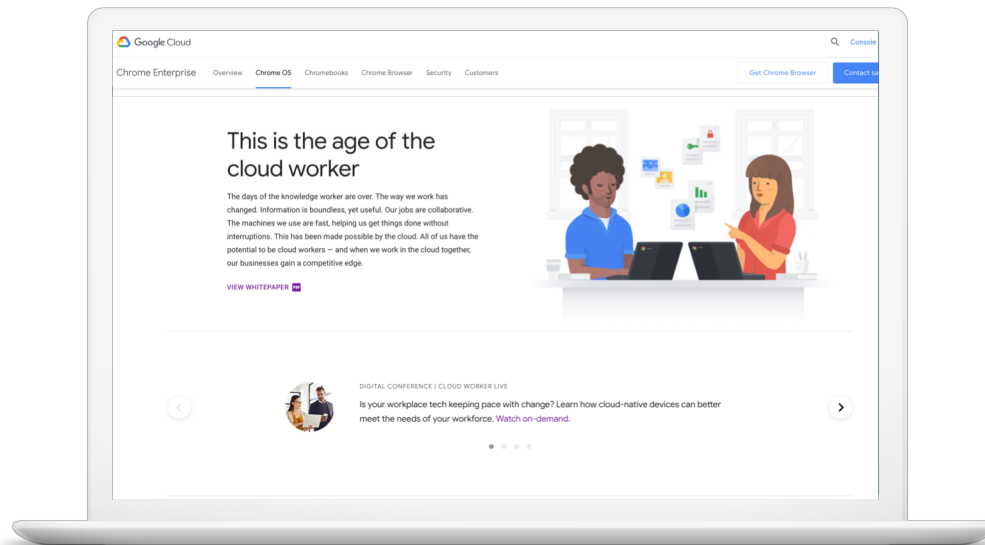 Google Cloud
Console
Chrome Enterprise Overview Chrome OS Chromebooks Chrome Browser Security Customers Get Chrome Browser Contact sa
This is the age of the
cloud worker
The days of the knowledge worker are over. The way we work has
changed. Information is boundless, yet useful. Our jobs are collaborative.
The machines we use are fast, helping us get things done without
interruptions. This has been made possible by the cloud. All of us have the
potential to be cloud workers — and when we work in the cloud together,
our businesses gain a competitive edge.
VIEW WHITEPAPER PDF
DIGITAL CONFERENCE | CLOUD WORKER LIVE
Is your workplace tech keeping pace with change? Learn how cloud-native devices can better
meet the needs of your workforce. Watch on-demand.